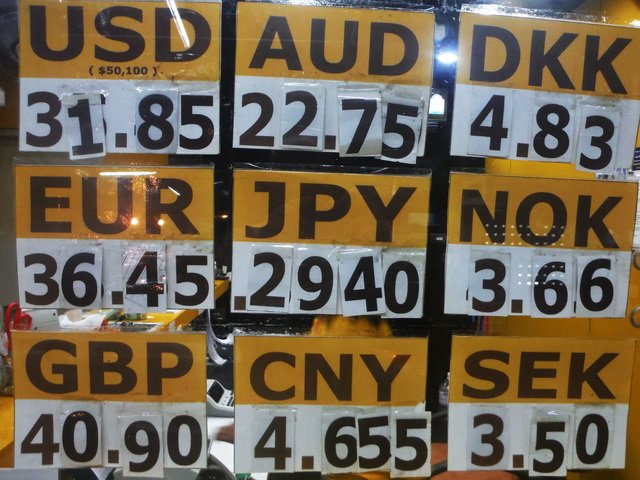 USD
( $50,100 ) .
31.85
AUD
22.75
DKK
4.83
EUR
36.45
JPY
.2940
NOK
3.66
GBP
40.90
CNY
4.655
SEK
3.50